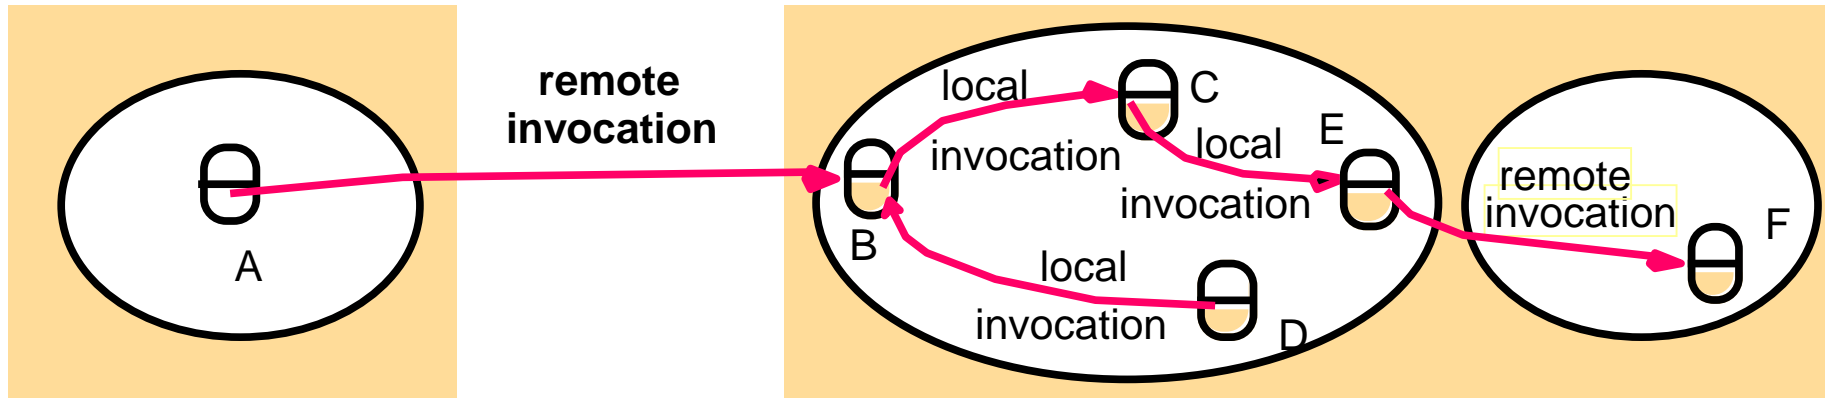 remote
invocation
A
local
invocation
C
local
invocation
E
B
local
invocation
D
remote
invocation
F